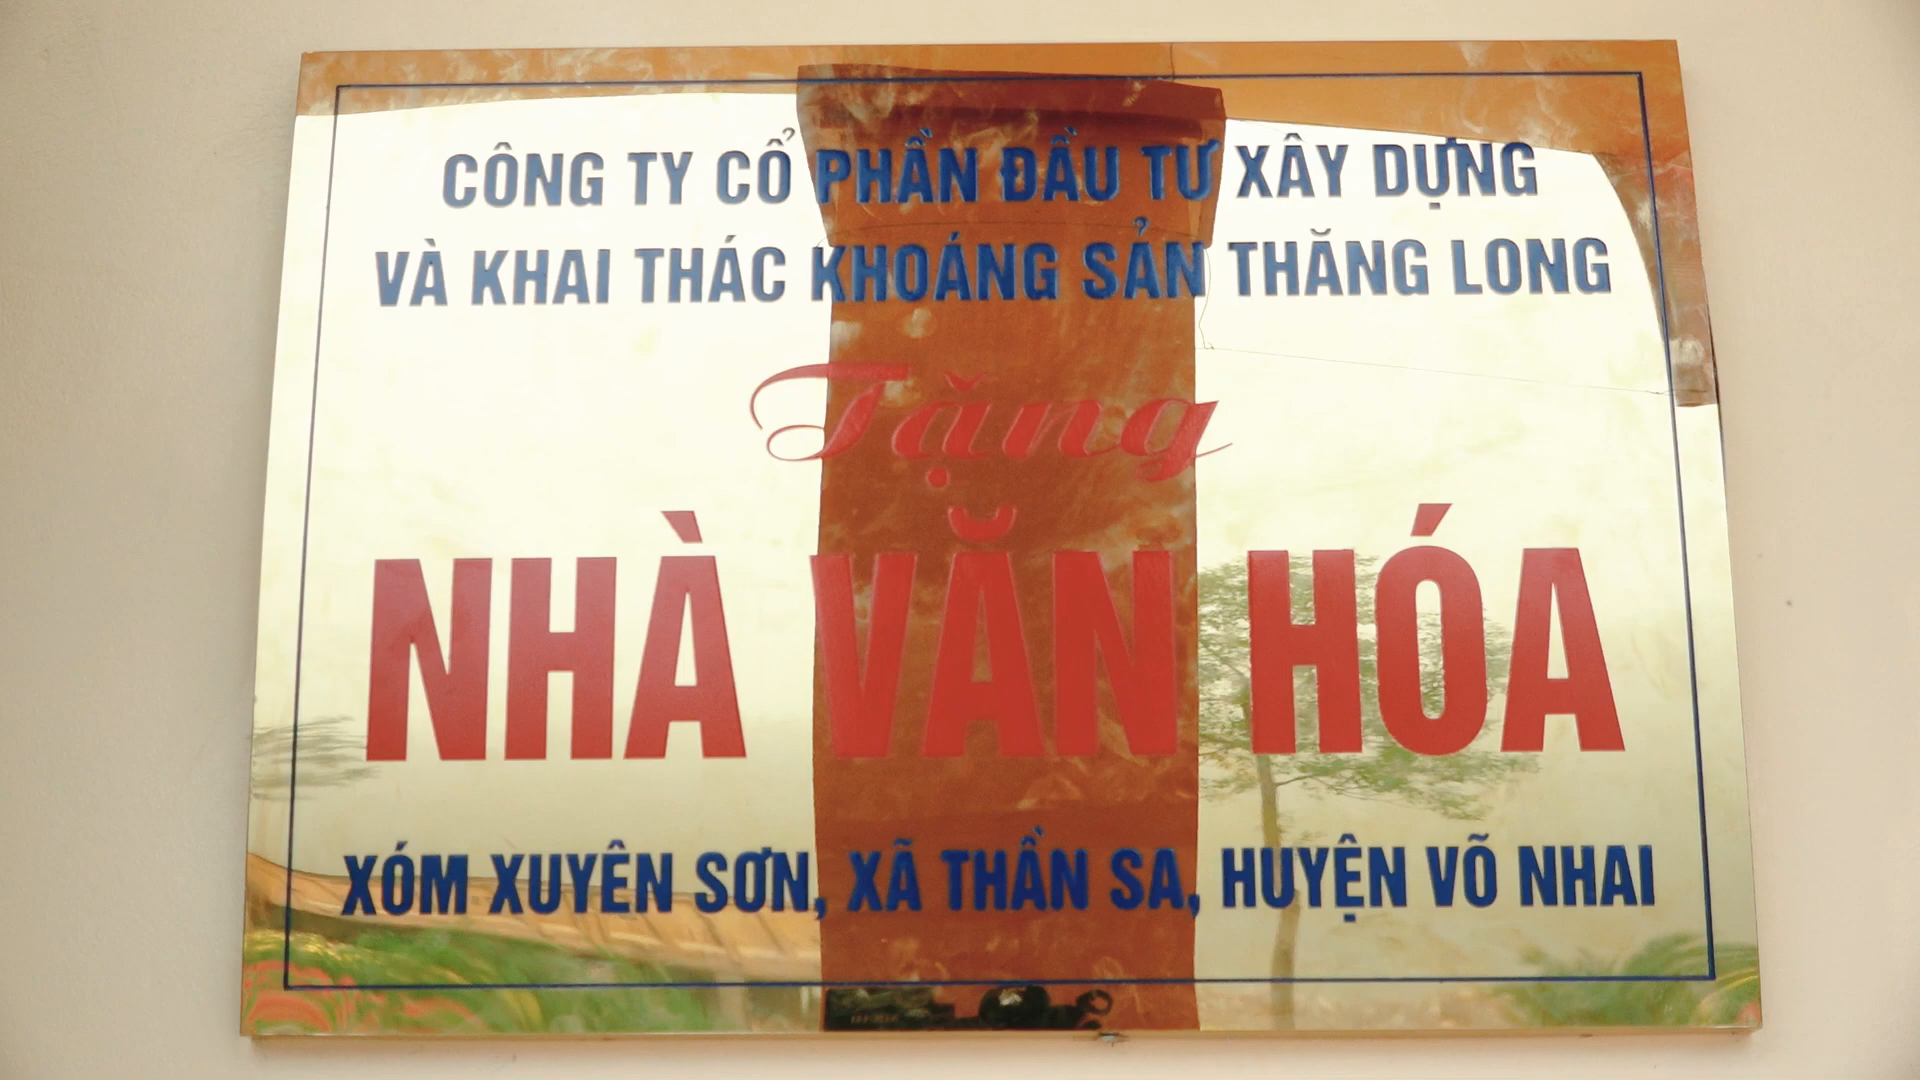 CÔNG TY CỔ PHẦN ĐẦU TƯ XÂY DỰNG
VÀ KHAI THÁC KHOÁNG SẢN THĂNG LONG
Tặng
NHÀ VĂN HÓA
XÓM XUYÊN SƠN, XÃ THẦN SA, HUYỆN VÕ NHAI